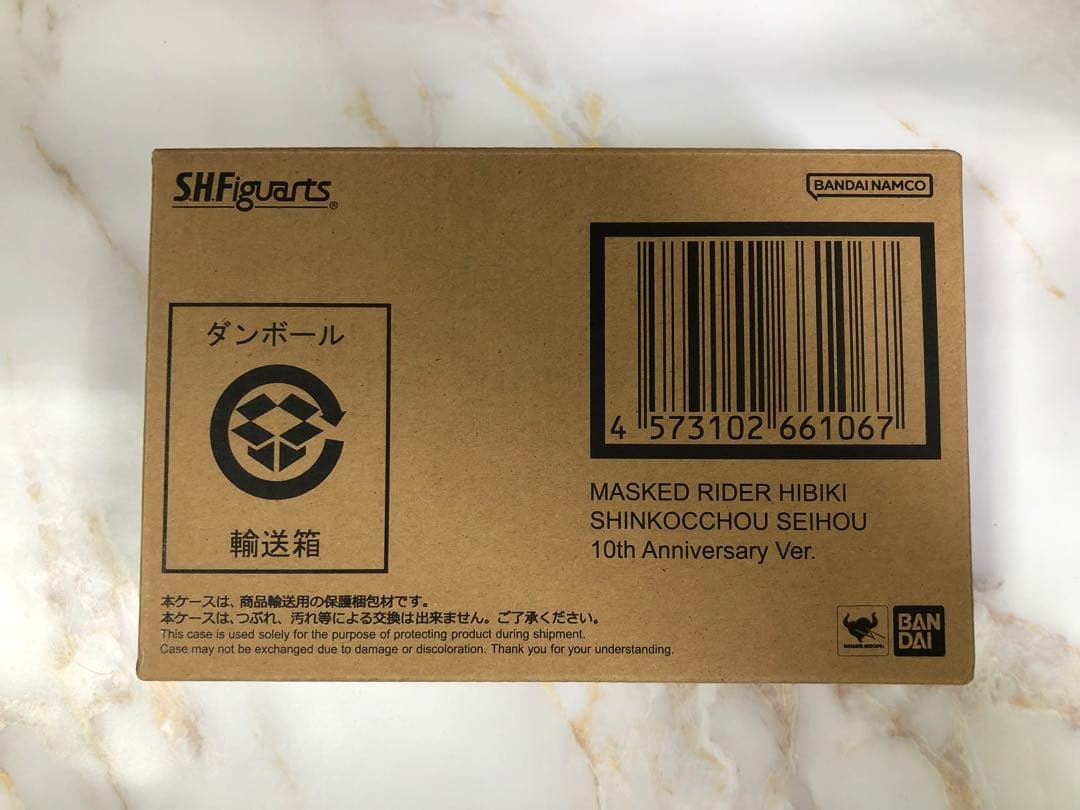 S.H.Figuarts®
BANDAI NAMCO
ダンボール
輸送箱
4 573102 661067
MASKED RIDER HIBIKI
SHINKOCCHOU SEIHOU
10th Anniversary Ver.
本ケースは、商品輸送用の保護梱包材です。
本ケースは、つぶれ、汚れ等による交換は出来ません。ご了承ください。
This case is used solely for the purpose of protecting product during shipment.
Case may not be exchanged due to damage or discoloration. Thank you for your understanding.
BAN
DAI